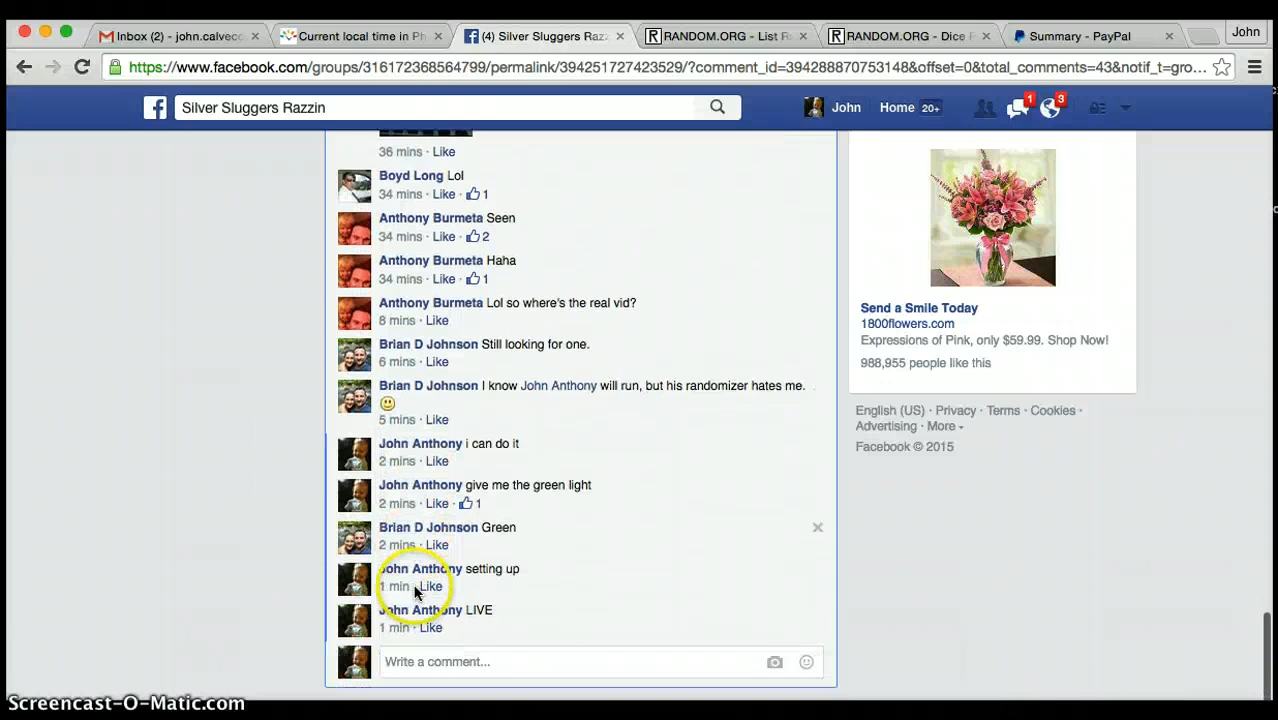 Inbox (2) - john.calvecc
Current local time in Ph
(4) Silver Sluggers Razz
RANDOM.ORG - List R
RANDOM.ORG - Dice
Summary - PayPal
John
https://www.facebook.com/groups/316172368564799/permalink/394251727423529/?comment_id=394288870753148&offset=0&total_comments=43&notif_t=gro...
Silver Sluggers Razzin
John
Home 20+
1
3
36 mins · Like
Boyd Long Lol
34 mins · Like · 1
Anthony Burmeta Seen
34 mins · Like · 2
Anthony Burmeta Haha
34 mins · Like · 1
Anthony Burmeta Lol so where's the real vid?
8 mins · Like
Brian D Johnson Still looking for one.
6 mins · Like
Brian D Johnson I know John Anthony will run, but his randomizer hates me.
5 mins · Like
John Anthony i can do it
2 mins · Like
John Anthony give me the green light
2 mins · Like · 1
Brian D Johnson Green
2 mins · Like
John Anthony setting up
1 min · Like
John Anthony LIVE
1 min · Like
Write a comment...
Send a Smile Today
1800flowers.com
Expressions of Pink, only $59.99. Shop Now!
988,955 people like this
English (US) · Privacy · Terms · Cookies ·
Advertising · More
Facebook © 2015
Screencast-O-Matic.com